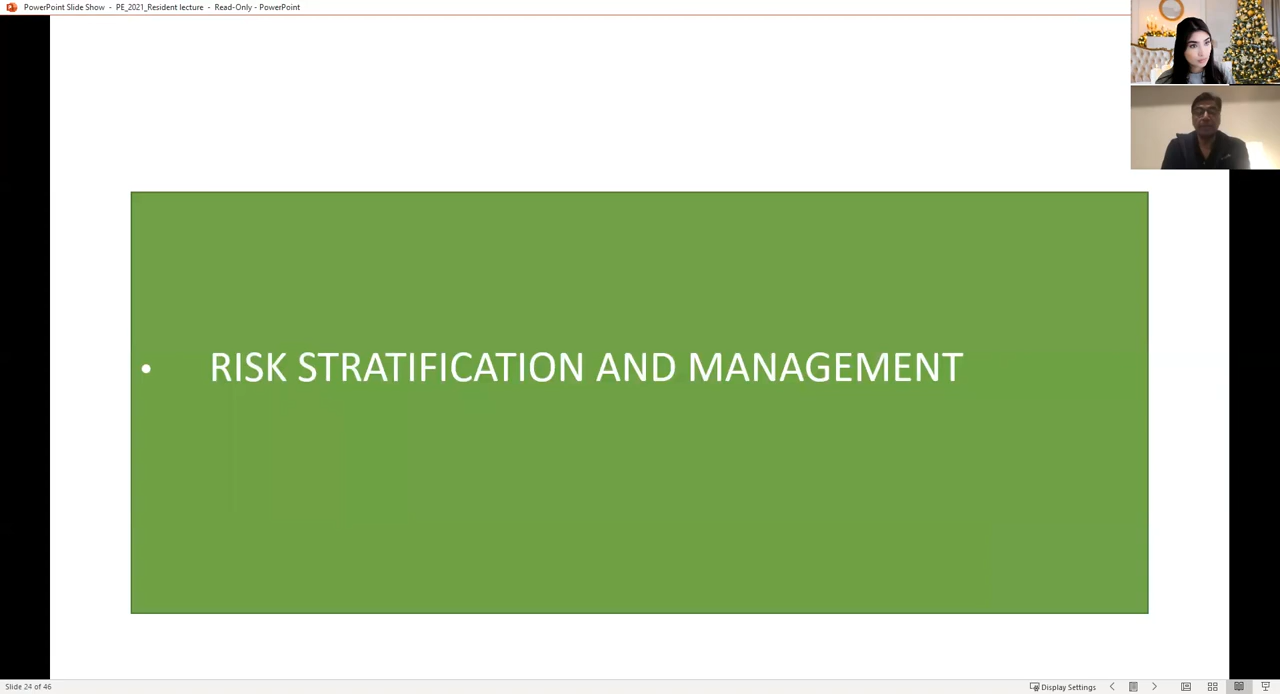 PowerPoint Slide Show - PE_2021_Resident lecture - Read-Only - PowerPoint
• RISK STRATIFICATION AND MANAGEMENT
Slide 24 of 46
Display Settings